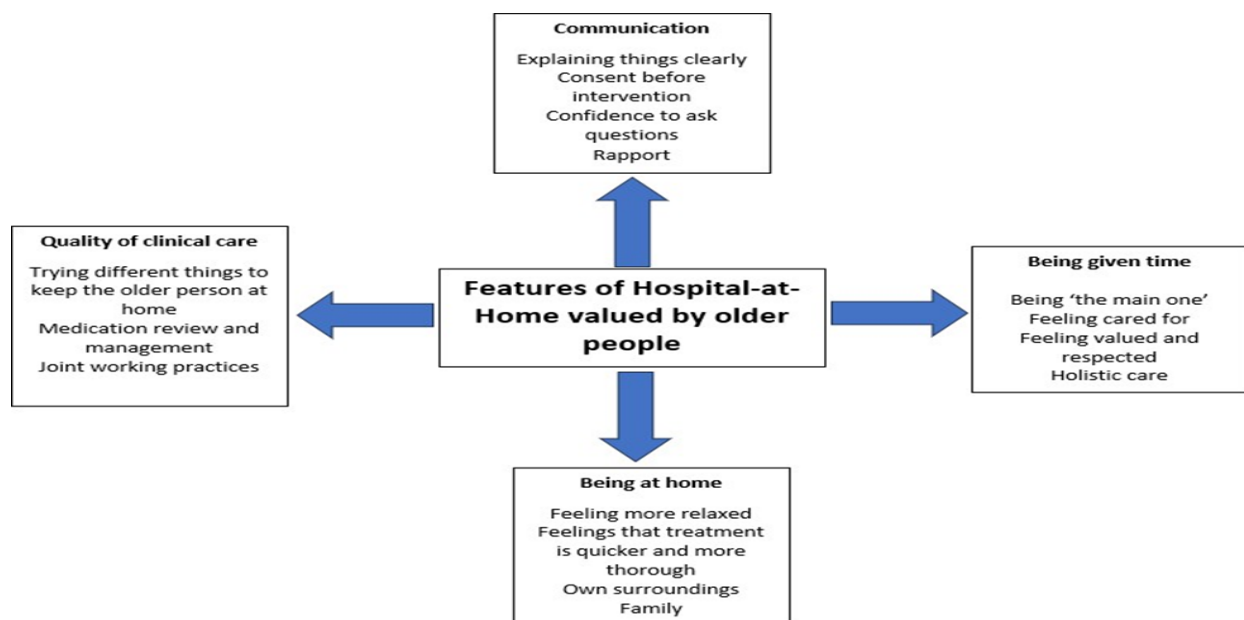 Communication
Explaining things clearly
Consent before
intervention
Confidence to ask
questions
Rapport
Quality of clinical care
Trying different things to
keep the older person at
home
Medication review and
management
Joint working practices
Features of Hospital-at-
Home valued by older
people
Being given time
Being ‘the main one’
Feeling cared for
Feeling valued and
respected
Holistic care
Being at home
Feeling more relaxed
Feelings that treatment
is quicker and more
thorough
Own surroundings
Family